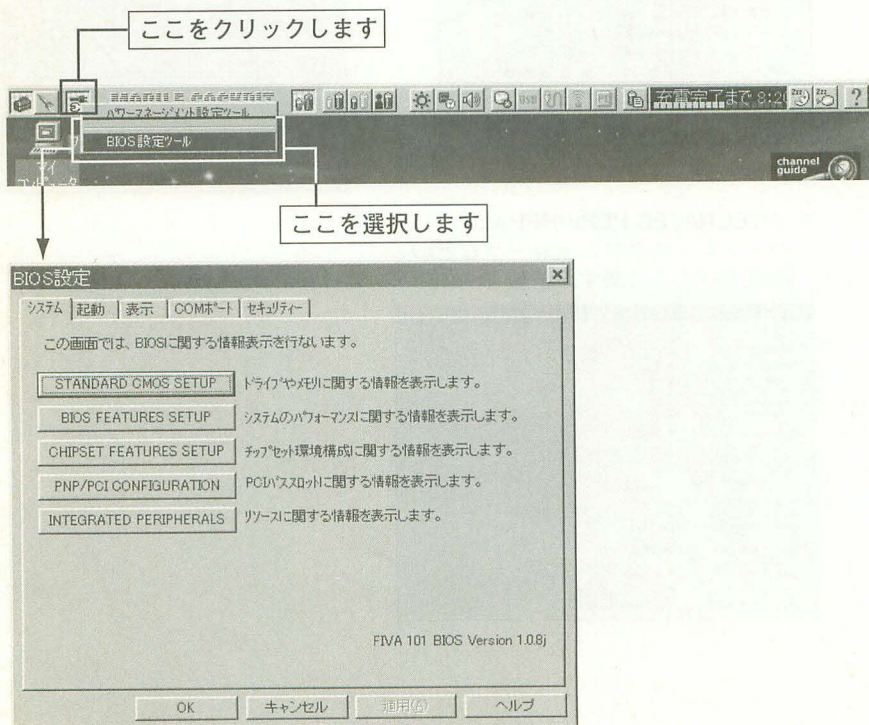 ここをクリックします
MOBILE COCKPIT
充電完了まで 8:2
パワーマネージメント設定ツール
BIOS設定ツール
マイ
コンピュータ
channel
guide
ここを選択します
BIOS設定
システム 起動 表示 COMポート セキュリティー
この画面では、BIOSに関する情報表示を行ないます。
STANDARD CMOS SETUP ドライブやメモリに関する情報を表示します。
BIOS FEATURES SETUP システムのパフォーマンスに関する情報を表示します。
CHIPSET FEATURES SETUP チップセット環境構成に関する情報を表示します。
PNP/PCI CONFIGURATION PCIバススロットに関する情報を表示します。
INTEGRATED PERIPHERALS リソースに関する情報を表示します。
FIVA 101 BIOS Version 1.0.8j
OK キャンセル 適用(A) ヘルプ